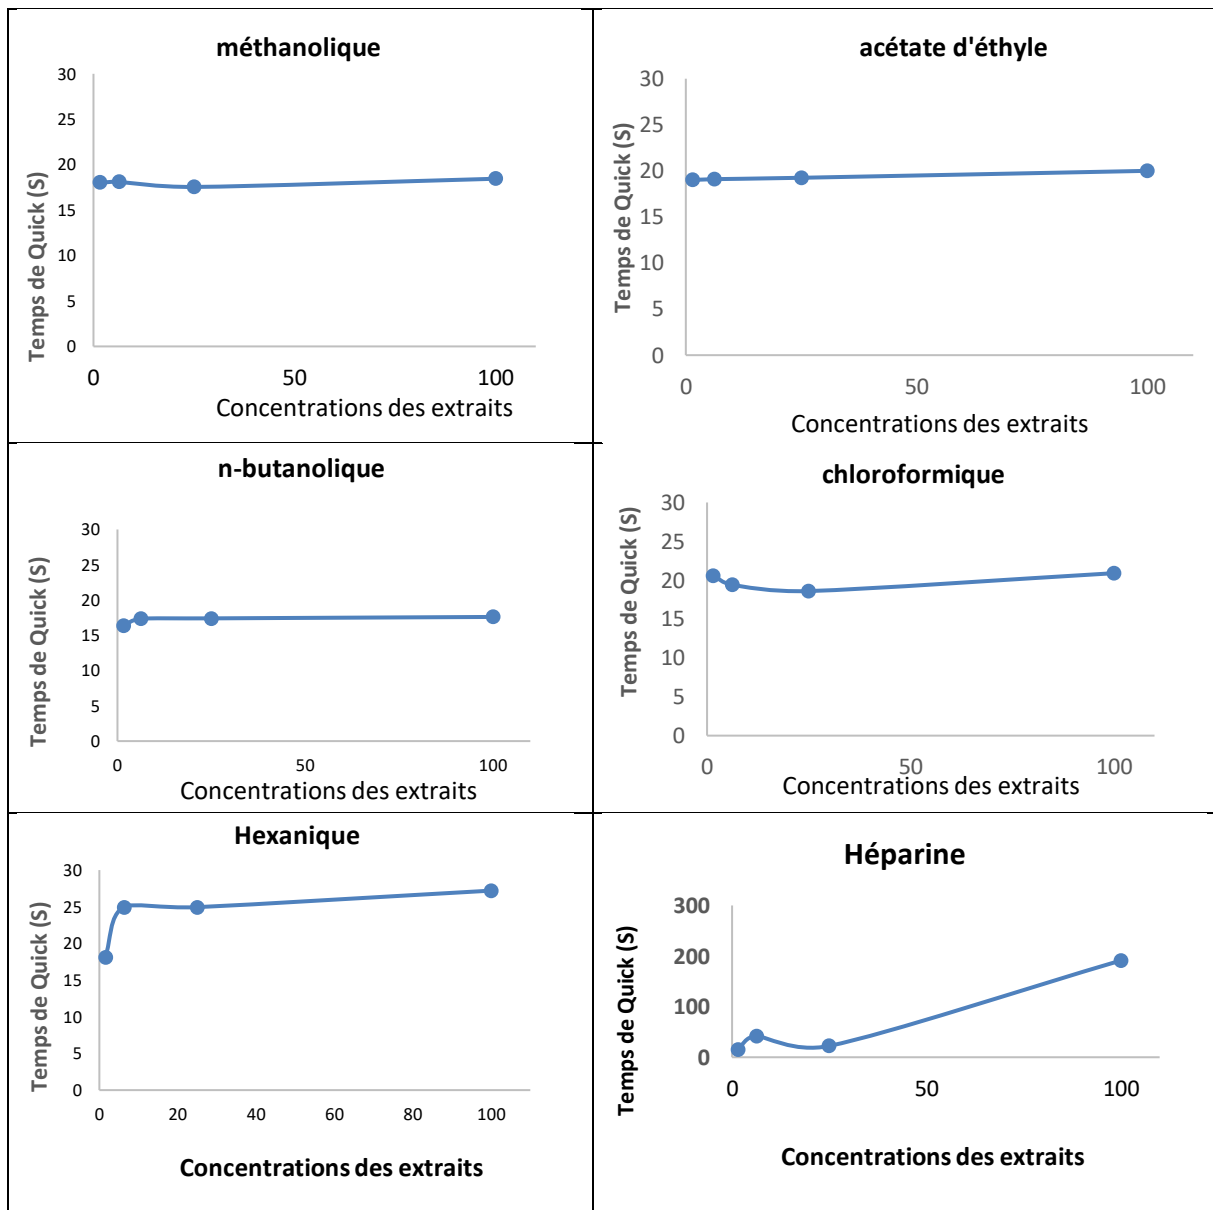 méthanolique
Temps de Quick (S)
30
25
20
15
10
5
0
0 50 100
Concentrations des extraits
acétate d'éthyle
Temps de Quick (S)
30
25
20
15
10
5
0
0 50 100
Concentrations des extraits
n-butanolique
Temps de Quick (S)
30
25
20
15
10
5
0
0 50 100
Concentrations des extraits
chloroformique
Temps de Quick (S)
30
25
20
15
10
5
0
0 50 100
Concentrations des extraits
Hexanique
Temps de Quick (S)
30
25
20
15
10
5
0
0 20 40 60 80 100
Concentrations des extraits
Héparine
Temps de Quick (S)
300
200
100
0
0 50 100
Concentrations des extraits